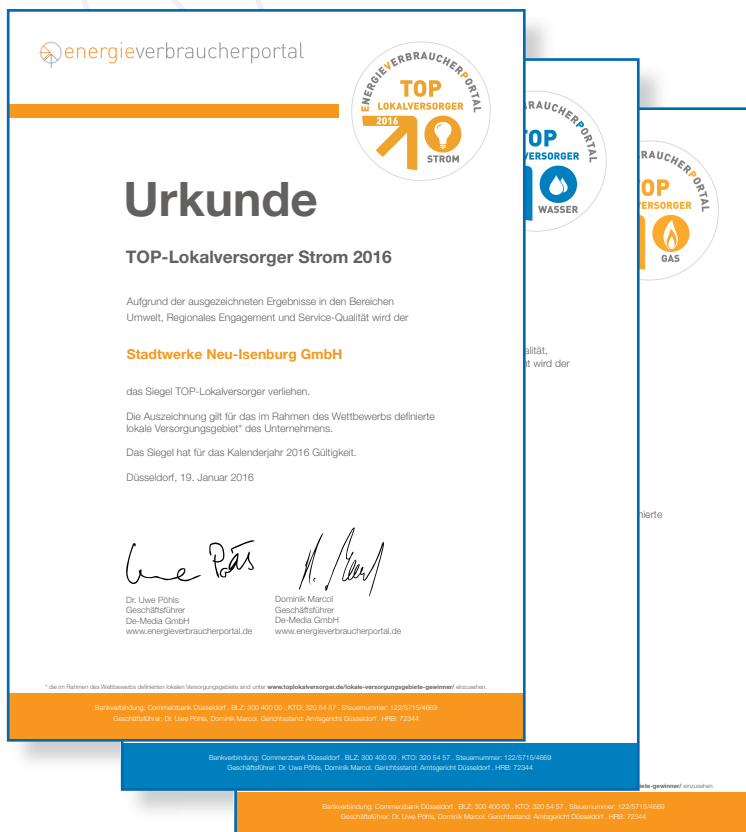 energieverbraucherportal
ENERGIEVERBRAUCHERPORTAL
TOP
LOKALVERSORGER
2016
STROM
Urkunde
TOP-Lokalversorger Strom 2016
Aufgrund der ausgezeichneten Ergebnisse in den Bereichen
Umwelt, Regionales Engagement und Service-Qualität wird der
Stadtwerke Neu-Isenburg GmbH
das Siegel TOP-Lokalversorger verliehen.
Die Auszeichnung gilt für das im Rahmen des Wettbewerbs definierte
lokale Versorgungsgebiet* des Unternehmens.
Das Siegel hat für das Kalenderjahr 2016 Gültigkeit.
Düsseldorf, 19. Januar 2016
Dr. Uwe Pöhls
Geschäftsführer
De-Media GmbH
www.energieverbraucherportal.de
Dominik Marcol
Geschäftsführer
De-Media GmbH
www.energieverbraucherportal.de
* die im Rahmen des Wettbewerbs definierten lokalen Versorgungsgebiete sind unter www.toplokalversorger.de/lokale-versorgungsgebiete-gewinner/ einzusehen.
Bankverbindung: Commerzbank Düsseldorf . BLZ: 300 400 00 . KTO: 320 54 57 . Steuernummer: 122/5715/4669
Geschäftsführer: Dr. Uwe Pöhls, Dominik Marcol. Gerichtsstand: Amtsgericht Düsseldorf . HRB: 72344
RAUCHERPORTAL
OP
VERSORGER
WASSER
alität,
t wird der
Bankverbindung: Commerzbank Düsseldorf . BLZ: 300 400 00 . KTO: 320 54 57 . Steuernummer: 122/5715/4669
Geschäftsführer: Dr. Uwe Pöhls, Dominik Marcol. Gerichtsstand: Amtsgericht Düsseldorf . HRB: 72344
RAUCHERPORTAL
OP
VERSORGER
GAS
nierte
biete-gewinner/ einzusehen.
Bankverbindung: Commerzbank Düsseldorf . BLZ: 300 400 00 . KTO: 320 54 57 . Steuernummer: 122/5715/4669
Geschäftsführer: Dr. Uwe Pöhls, Dominik Marcol. Gerichtsstand: Amtsgericht Düsseldorf . HRB: 72344